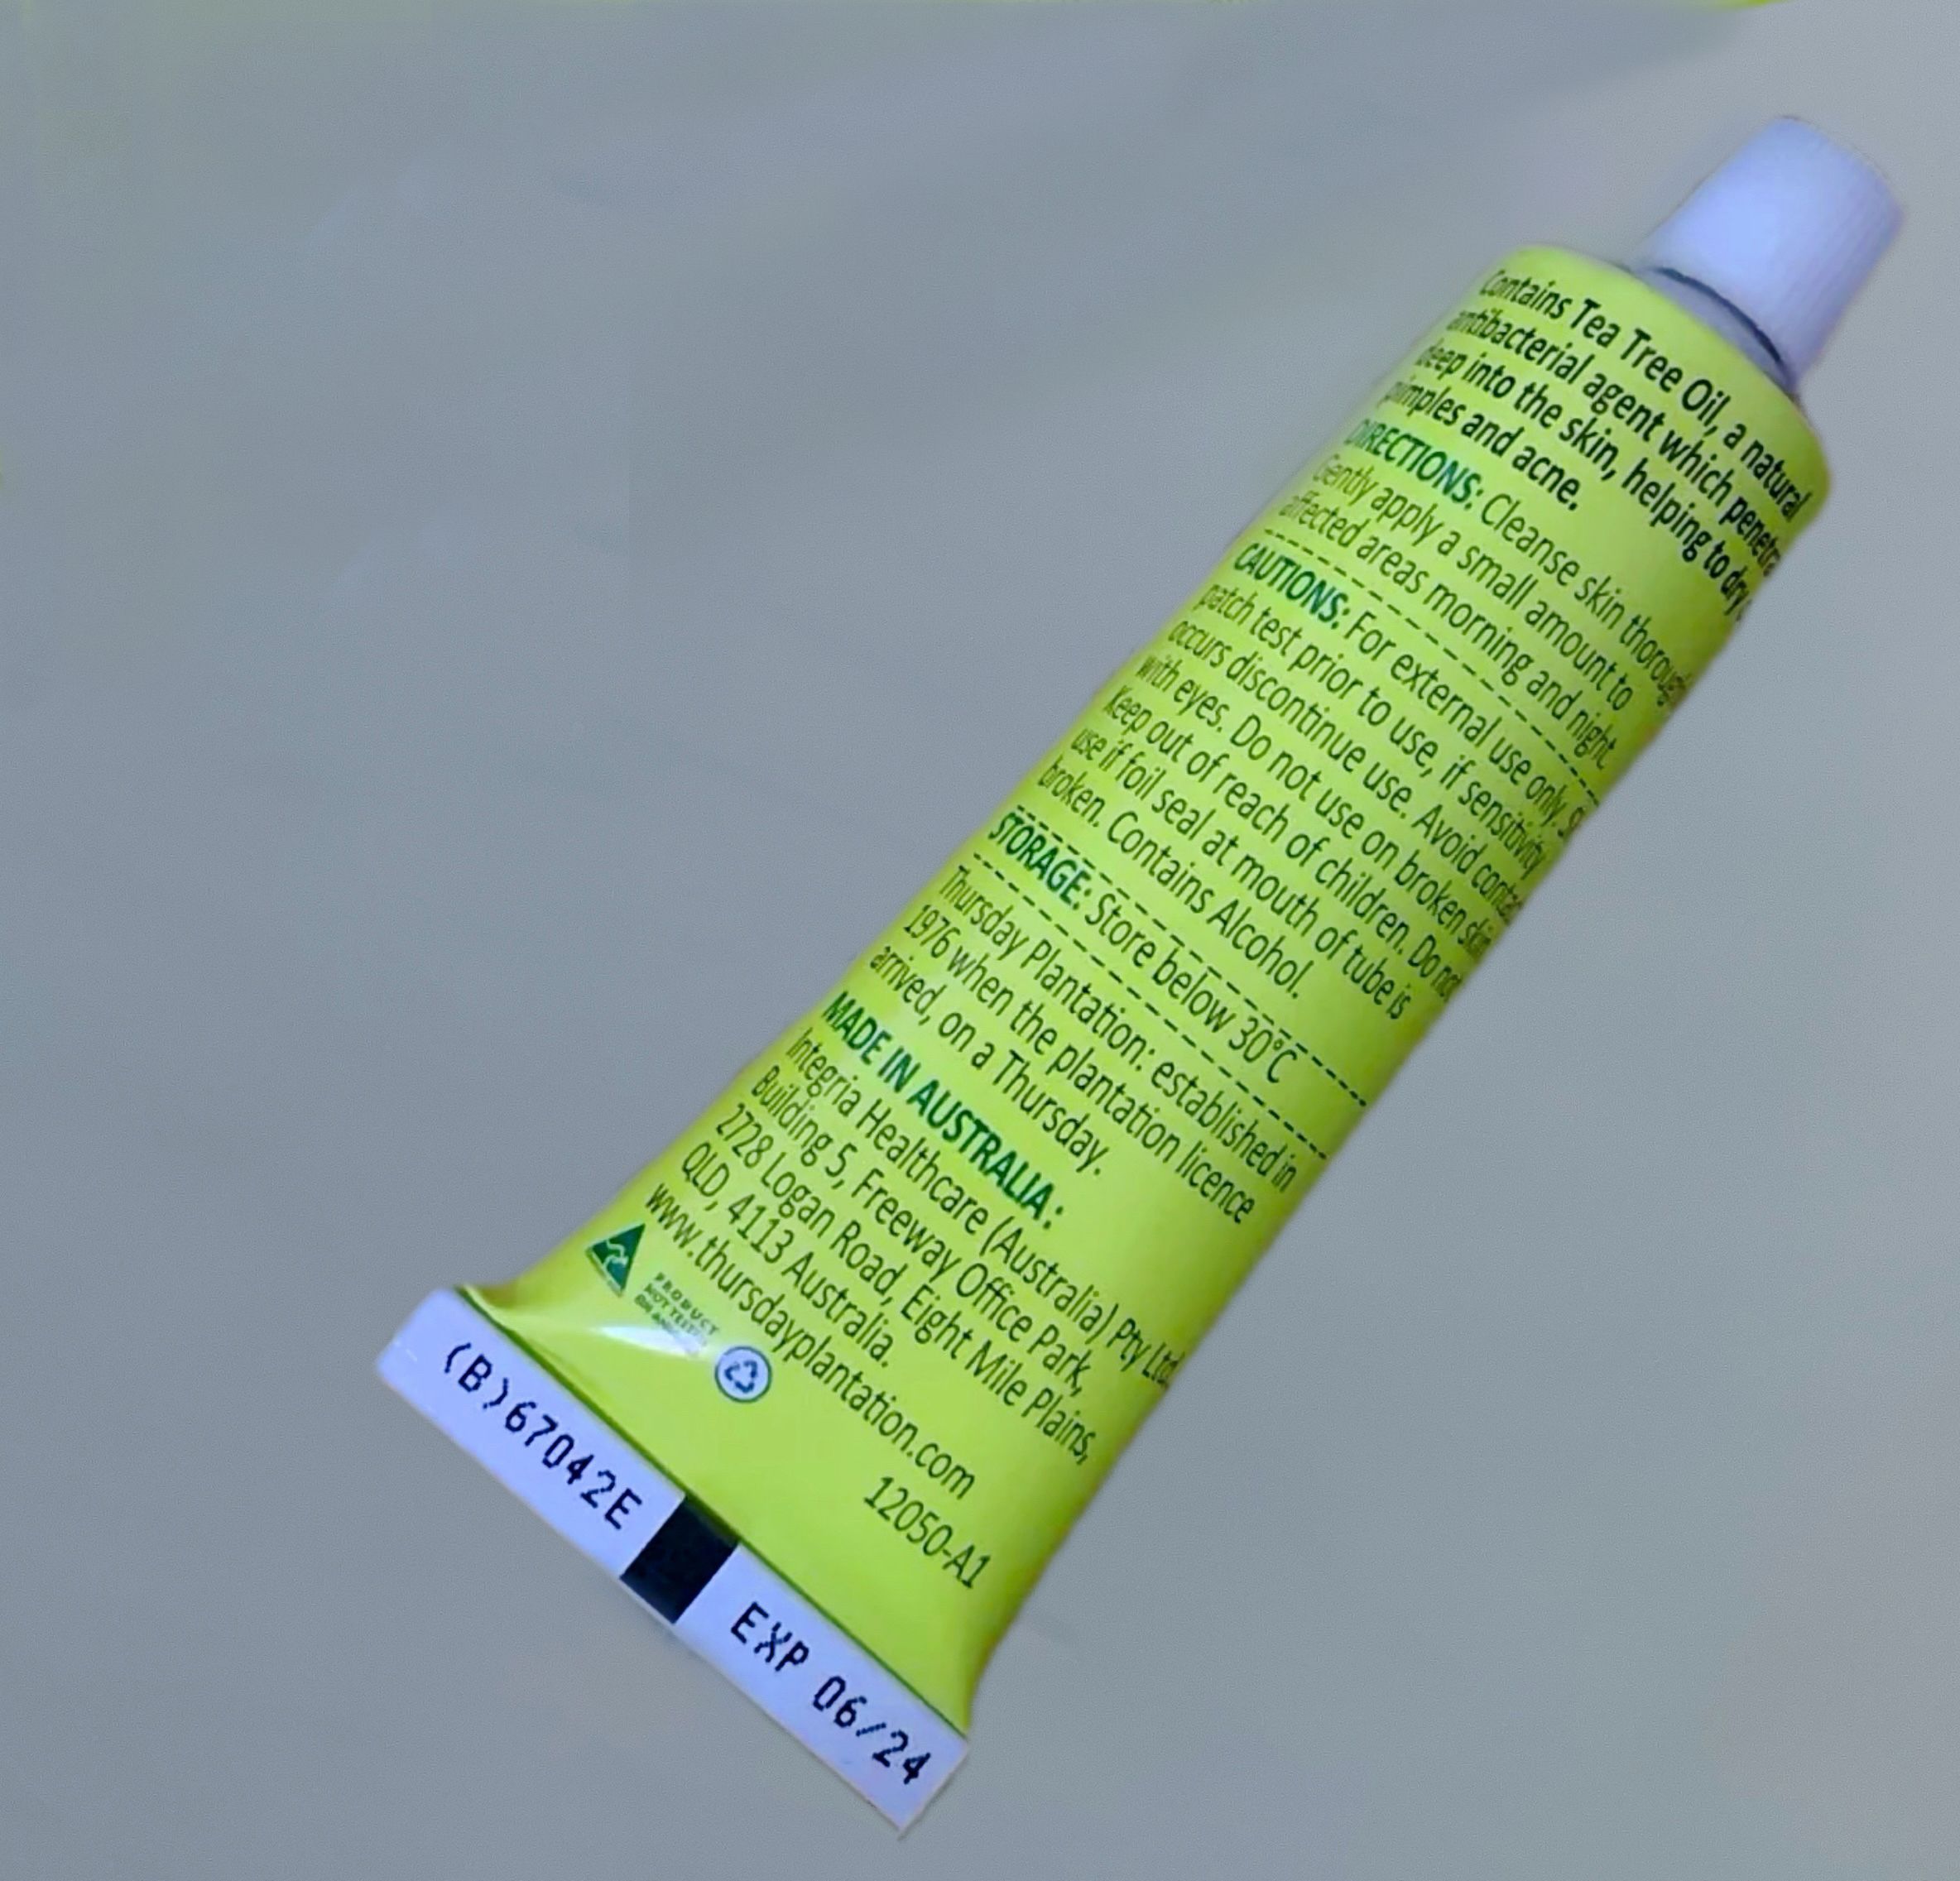 Contains Tea Tree Oil, a natural
antibacterial agent which
deep into the skin, helping to dry
pimples and acne.
DIRECTIONS: Cleanse skin
Gently apply a small amount to
affected areas morning and night
CAUTIONS: For external use only.
patch test prior to use, if sensitivity
occurs discontinue use. Avoid
with eyes. Do not use on broken
Keep out of reach of children. Do
use if foil seal at mouth of tube is
broken. Contains Alcohol.
STORAGE: Store below 30°C
Thursday Plantation: established in
1976 when the plantation licence
arrived, on a Thursday.
MADE IN AUSTRALIA:
Integria Healthcare (Australia) Pty Ltd
Building 5, Freeway Office Park,
2728 Logan Road, Eight Mile Plains,
QLD, 4113 Australia.
www.thursdayplantation.com
PRODUCT
NOT TESTED
12050-A1
(B)67042E
EXP 06/24